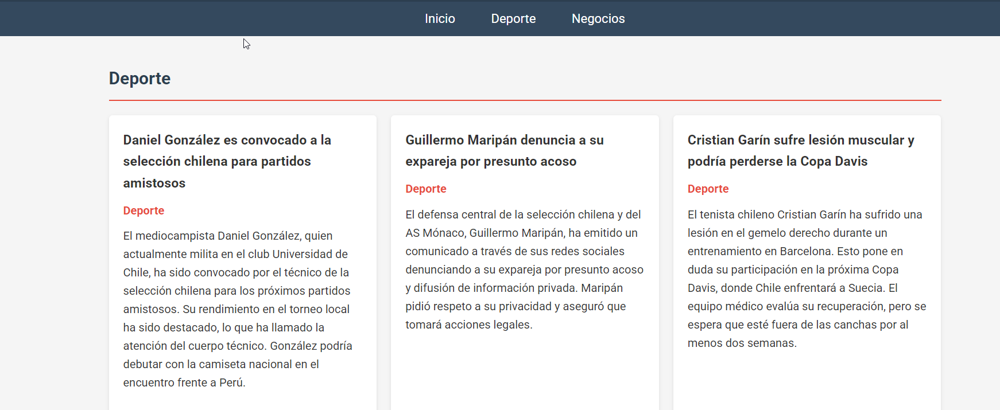 Inicio Deporte Negocios
Deporte
Daniel González es convocado a la
selección chilena para partidos
amistosos
Deporte
El mediocampista Daniel González, quien
actualmente milita en el club Universidad de
Chile, ha sido convocado por el técnico de la
selección chilena para los próximos partidos
amistosos. Su rendimiento en el torneo local
ha sido destacado, lo que ha llamado la
atención del cuerpo técnico. González podría
debutar con la camiseta nacional en el
encuentro frente a Perú.
Guillermo Maripán denuncia a su
expareja por presunto acoso
Deporte
El defensa central de la selección chilena y del
AS Mónaco, Guillermo Maripán, ha emitido un
comunicado a través de sus redes sociales
denunciando a su expareja por presunto acoso
y difusión de información privada. Maripán
pidió respeto a su privacidad y aseguró que
tomará acciones legales.
Cristian Garín sufre lesión muscular y
podría perderse la Copa Davis
Deporte
El tenista chileno Cristian Garín ha sufrido una
lesión en el gemelo derecho durante un
entrenamiento en Barcelona. Esto pone en
duda su participación en la próxima Copa
Davis, donde Chile enfrentará a Suecia. El
equipo médico evalúa su recuperación, pero se
espera que esté fuera de las canchas por al
menos dos semanas.